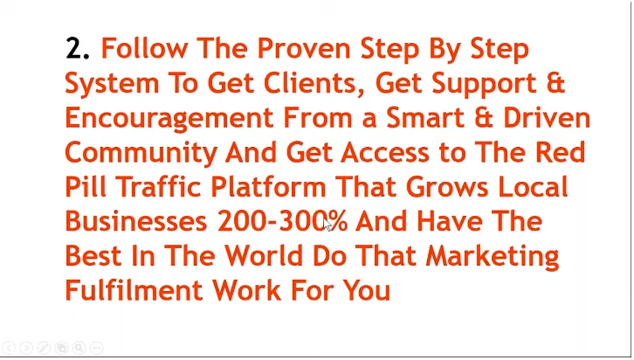 2. Follow The Proven Step By Step
System To Get Clients, Get Support &
Encouragement From a Smart & Driven
Community And Get Access to The Red
Pill Traffic Platform That Grows Local
Businesses 200-300% And Have The
Best In The World Do That Marketing
Fulfilment Work For You